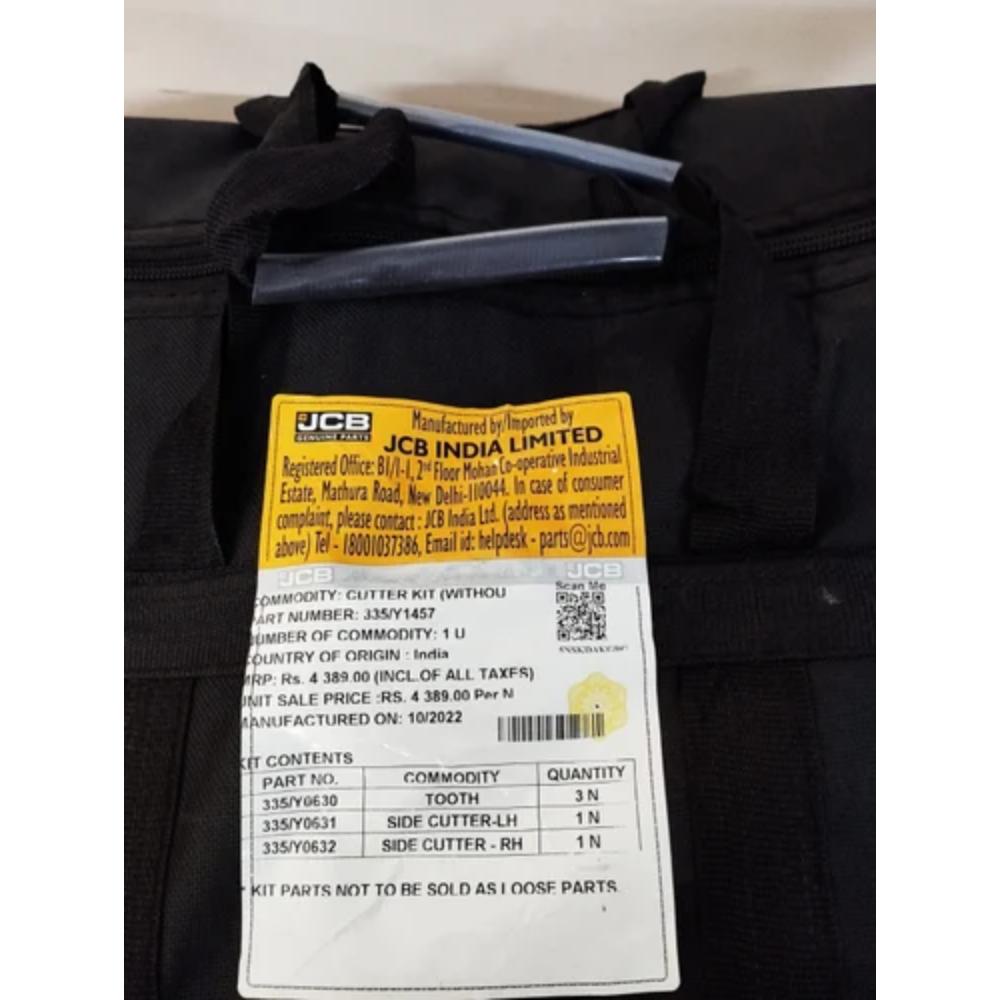 JCB
GENUINE PARTS
Manufactured by/Imported by
JCB INDIA LIMITED
Registered Office: B1/1-1, 2nd Floor Mohan Co-operative Industrial
Estate, Mathura Road, New Delhi-110044. In case of consumer
complaint, please contact : JCB India Ltd. (address as mentioned
above) Tel - 18001037386, Email id: helpdesk - parts@jcb.com
JCB JCB
Scan Me
COMMODITY: CUTTER KIT (WITHOU
PART NUMBER: 335/Y1457
NUMBER OF COMMODITY: 1 U
COUNTRY OF ORIGIN : India
MRP: Rs. 4 389.00 (INCL.OF ALL TAXES)
UNIT SALE PRICE :RS. 4 389.00 Per N
MANUFACTURED ON: 10/2022
KIT CONTENTS
PART NO. COMMODITY QUANTITY
335/Y0630 TOOTH 3 N
335/Y0631 SIDE CUTTER-LH 1 N
335/Y0632 SIDE CUTTER - RH 1 N
* KIT PARTS NOT TO BE SOLD AS LOOSE PARTS.